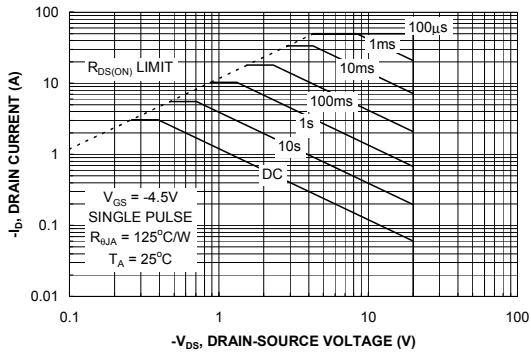 100
100µs
1ms
R_DS(ON) LIMIT
10ms
10
100ms
1s
1
10s
DC
V_GS = -4.5V
SINGLE PULSE
R_θJA = 125°C/W
T_A = 25°C
0.1
0.01
0.1
1
10
100
-I_D, DRAIN CURRENT (A)
-V_DS, DRAIN-SOURCE VOLTAGE (V)